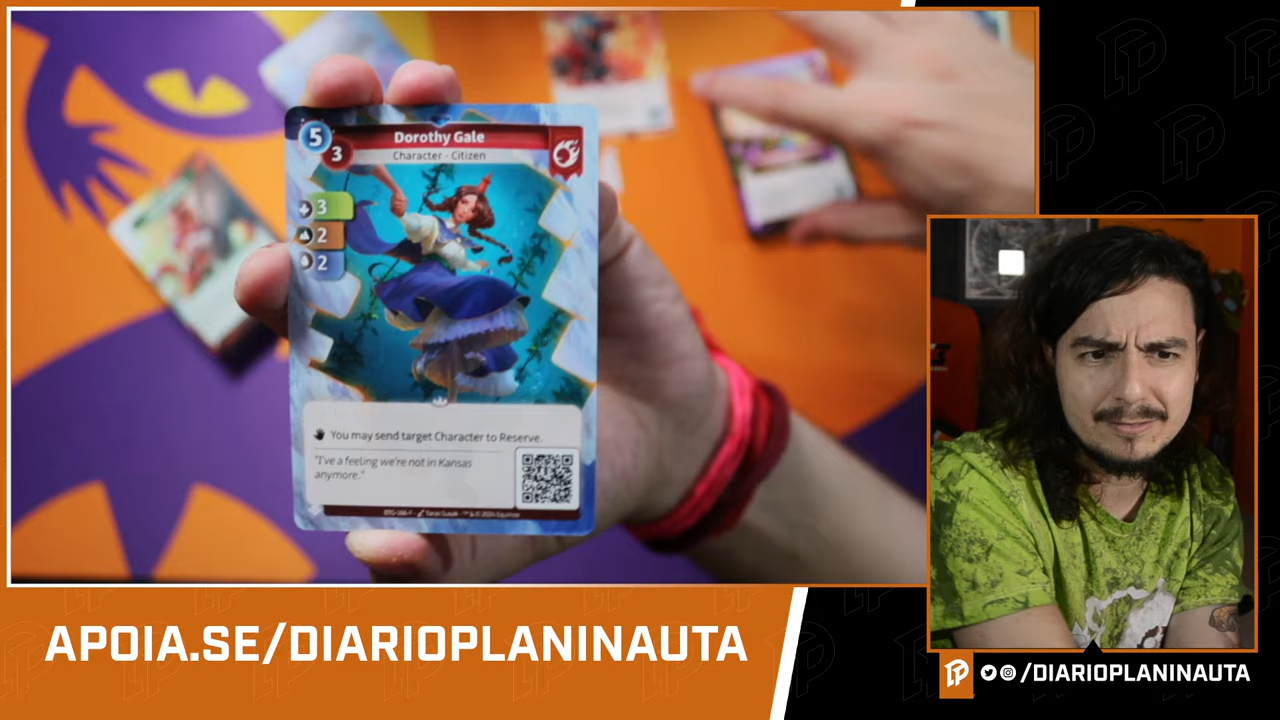 5
Dorothy Gale
3
Character - Citizen
3
2
2
You may send target Character to Reserve.
"I've a feeling we're not in Kansas
anymore."
APOIA.SE/DIARIOPLANINAUTA
/DIARIOPLANINAUTA